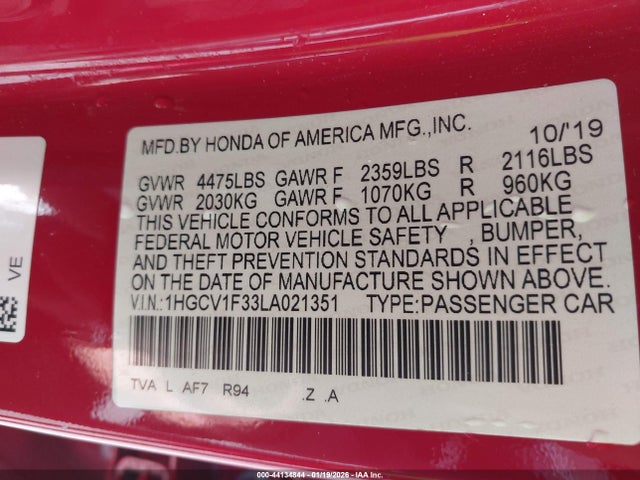 MFD.BY HONDA OF AMERICA MFG.,INC. 10/'19
GVWR 4475LBS GAWR F 2359LBS R 2116LBS
GVWR 2030KG GAWR F 1070KG R 960KG
THIS VEHICLE CONFORMS TO ALL APPLICABLE
FEDERAL MOTOR VEHICLE SAFETY , BUMPER,
AND THEFT PREVENTION STANDARDS IN EFFECT
ON THE DATE OF MANUFACTURE SHOWN ABOVE.
V.I.N.:1HGCV1F33LA021351 TYPE:PASSENGER CAR
TVA L AF7 R94 .Z .A
VE
000-44134844 - 01/19/2026 - IAA Inc.